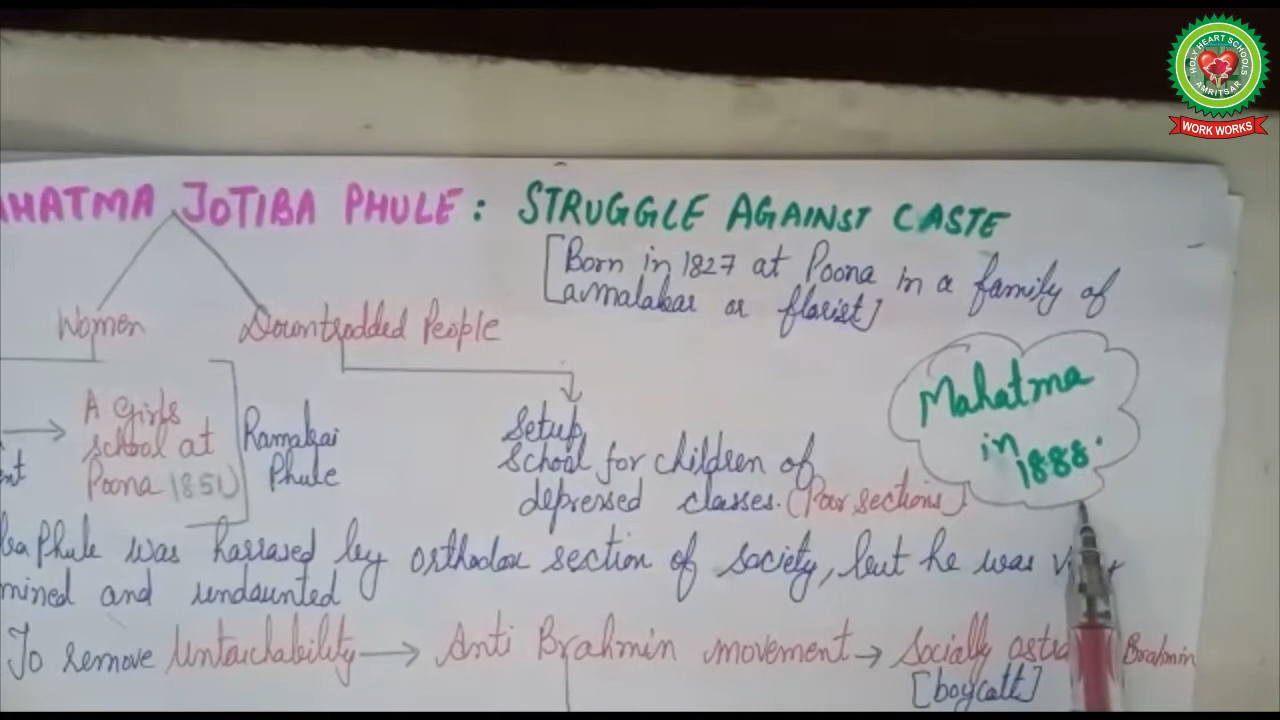 HOLY HEART SCHOOLS
AMRITSAR
WORK WORKS
AHATMA JOTIBA PHULE: STRUGGLE AGAINST CASTE
[Born in 1827 at Poona in a family of
armalakar or florist]
Women
Downtrodded People
Mahatma
in
1888.
A Girls
school at
Poona (1851)
Phule
Setup
School for children of
depressed classes. (Poor sections)
ba Phule was harrased by orthodox section of society, but he was
mined and undaunted
To remove Untouchability → Anti Brahmin movement → Socially Brahmin
[boycott]